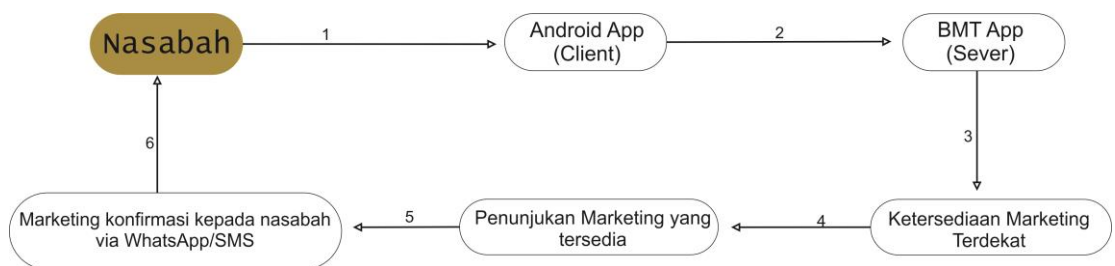 Nasabah
1
Android App
(Client)
2
BMT App
(Sever)
3
Ketersediaan Marketing
Terdekat
4
Penunjukan Marketing yang
tersedia
5
Marketing konfirmasi kepada nasabah
via WhatsApp/SMS
6